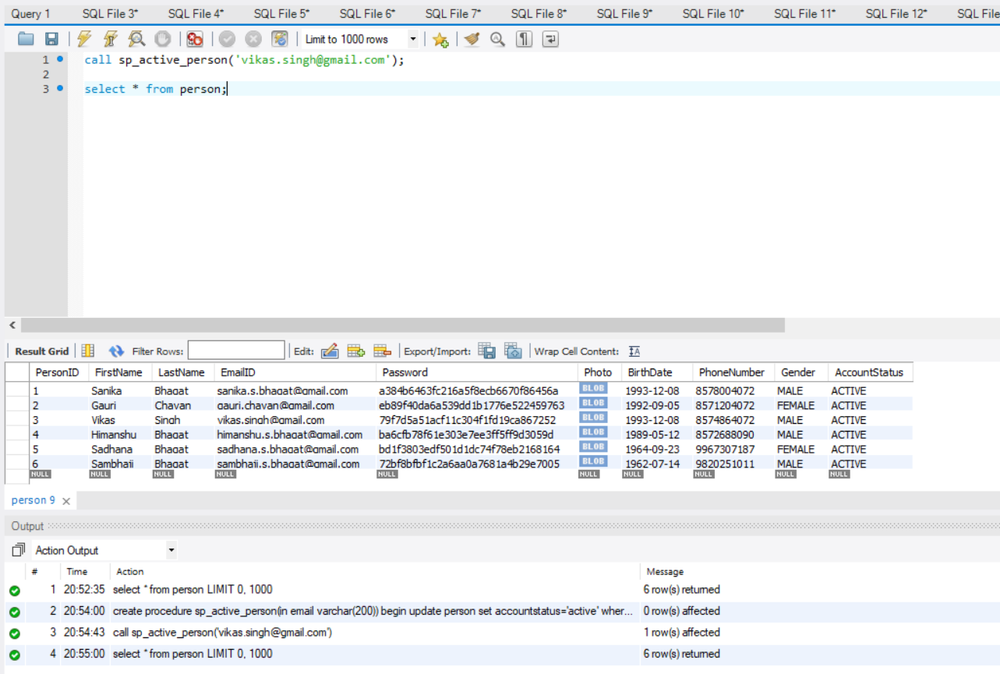 Query 1 SQL File 3* SQL File 4* SQL File 5* SQL File 6* SQL File 7* SQL File 8* SQL File 9* SQL File 10* SQL File 11* SQL File 12* SQL File
Limit to 1000 rows
1 call sp_active_person('vikas.singh@gmail.com');
2
3 select * from person;
Result Grid Filter Rows: Edit: Export/Import: Wrap Cell Content: IA
PersonID FirstName LastName EmailID Password Photo BirthDate PhoneNumber Gender AccountStatus
1 Sanika Bhagat sanika.s.bhagat@gmail.com a384b6463fc216a5f8ecb6670f86456a BLOB 1993-12-08 8578004072 MALE ACTIVE
2 Gauri Chavan gauri.chavan@gmail.com eb89f40da6a539dd1b1776e522459763 BLOB 1992-09-05 8571204072 FEMALE ACTIVE
3 Vikas Singh vikas.singh@gmail.com 79f7d5a51acf11c304f1fd19ca867252 BLOB 1993-12-08 8574864072 MALE ACTIVE
4 Himanshu Bhagat himanshu.s.bhagat@gmail.com ba6cfb78f61e303e7ee3ff5ff9d3059d BLOB 1989-05-12 8572688090 MALE ACTIVE
5 Sadhana Bhagat sadhana.s.bhagat@gmail.com bd1f3803edf501d1dc74f78eb2168164 BLOB 1964-09-23 9967307187 FEMALE ACTIVE
6 Sambhaji Bhagat sambhaji.s.bhagat@gmail.com 72bf8bfbf1c2a6aa0a7681a4b29e7005 BLOB 1962-07-14 9820251011 MALE ACTIVE
NULL NULL NULL NULL NULL NULL NULL NULL NULL NULL
person 9
Output
Action Output
# Time Action Message
1 20:52:35 select * from person LIMIT 0, 1000 6 row(s) returned
2 20:54:00 create procedure sp_active_person(in email varchar(200)) begin update person set accountstatus='active' wher... 0 row(s) affected
3 20:54:43 call sp_active_person('vikas.singh@gmail.com') 1 row(s) affected
4 20:55:00 select * from person LIMIT 0, 1000 6 row(s) returned